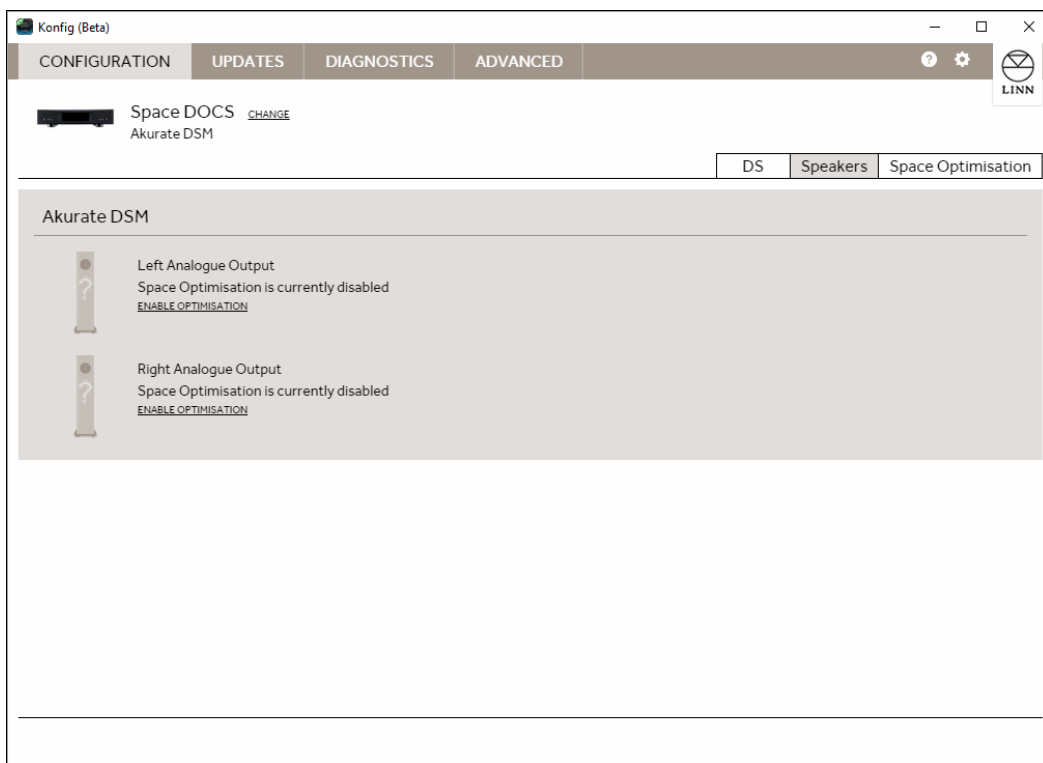 Konfig (Beta)
CONFIGURATION UPDATES DIAGNOSTICS ADVANCED
?
LINN
Space DOCS CHANGE
Akurate DSM
DS Speakers Space Optimisation
Akurate DSM
?
Left Analogue Output
Space Optimisation is currently disabled
ENABLE OPTIMISATION
?
Right Analogue Output
Space Optimisation is currently disabled
ENABLE OPTIMISATION